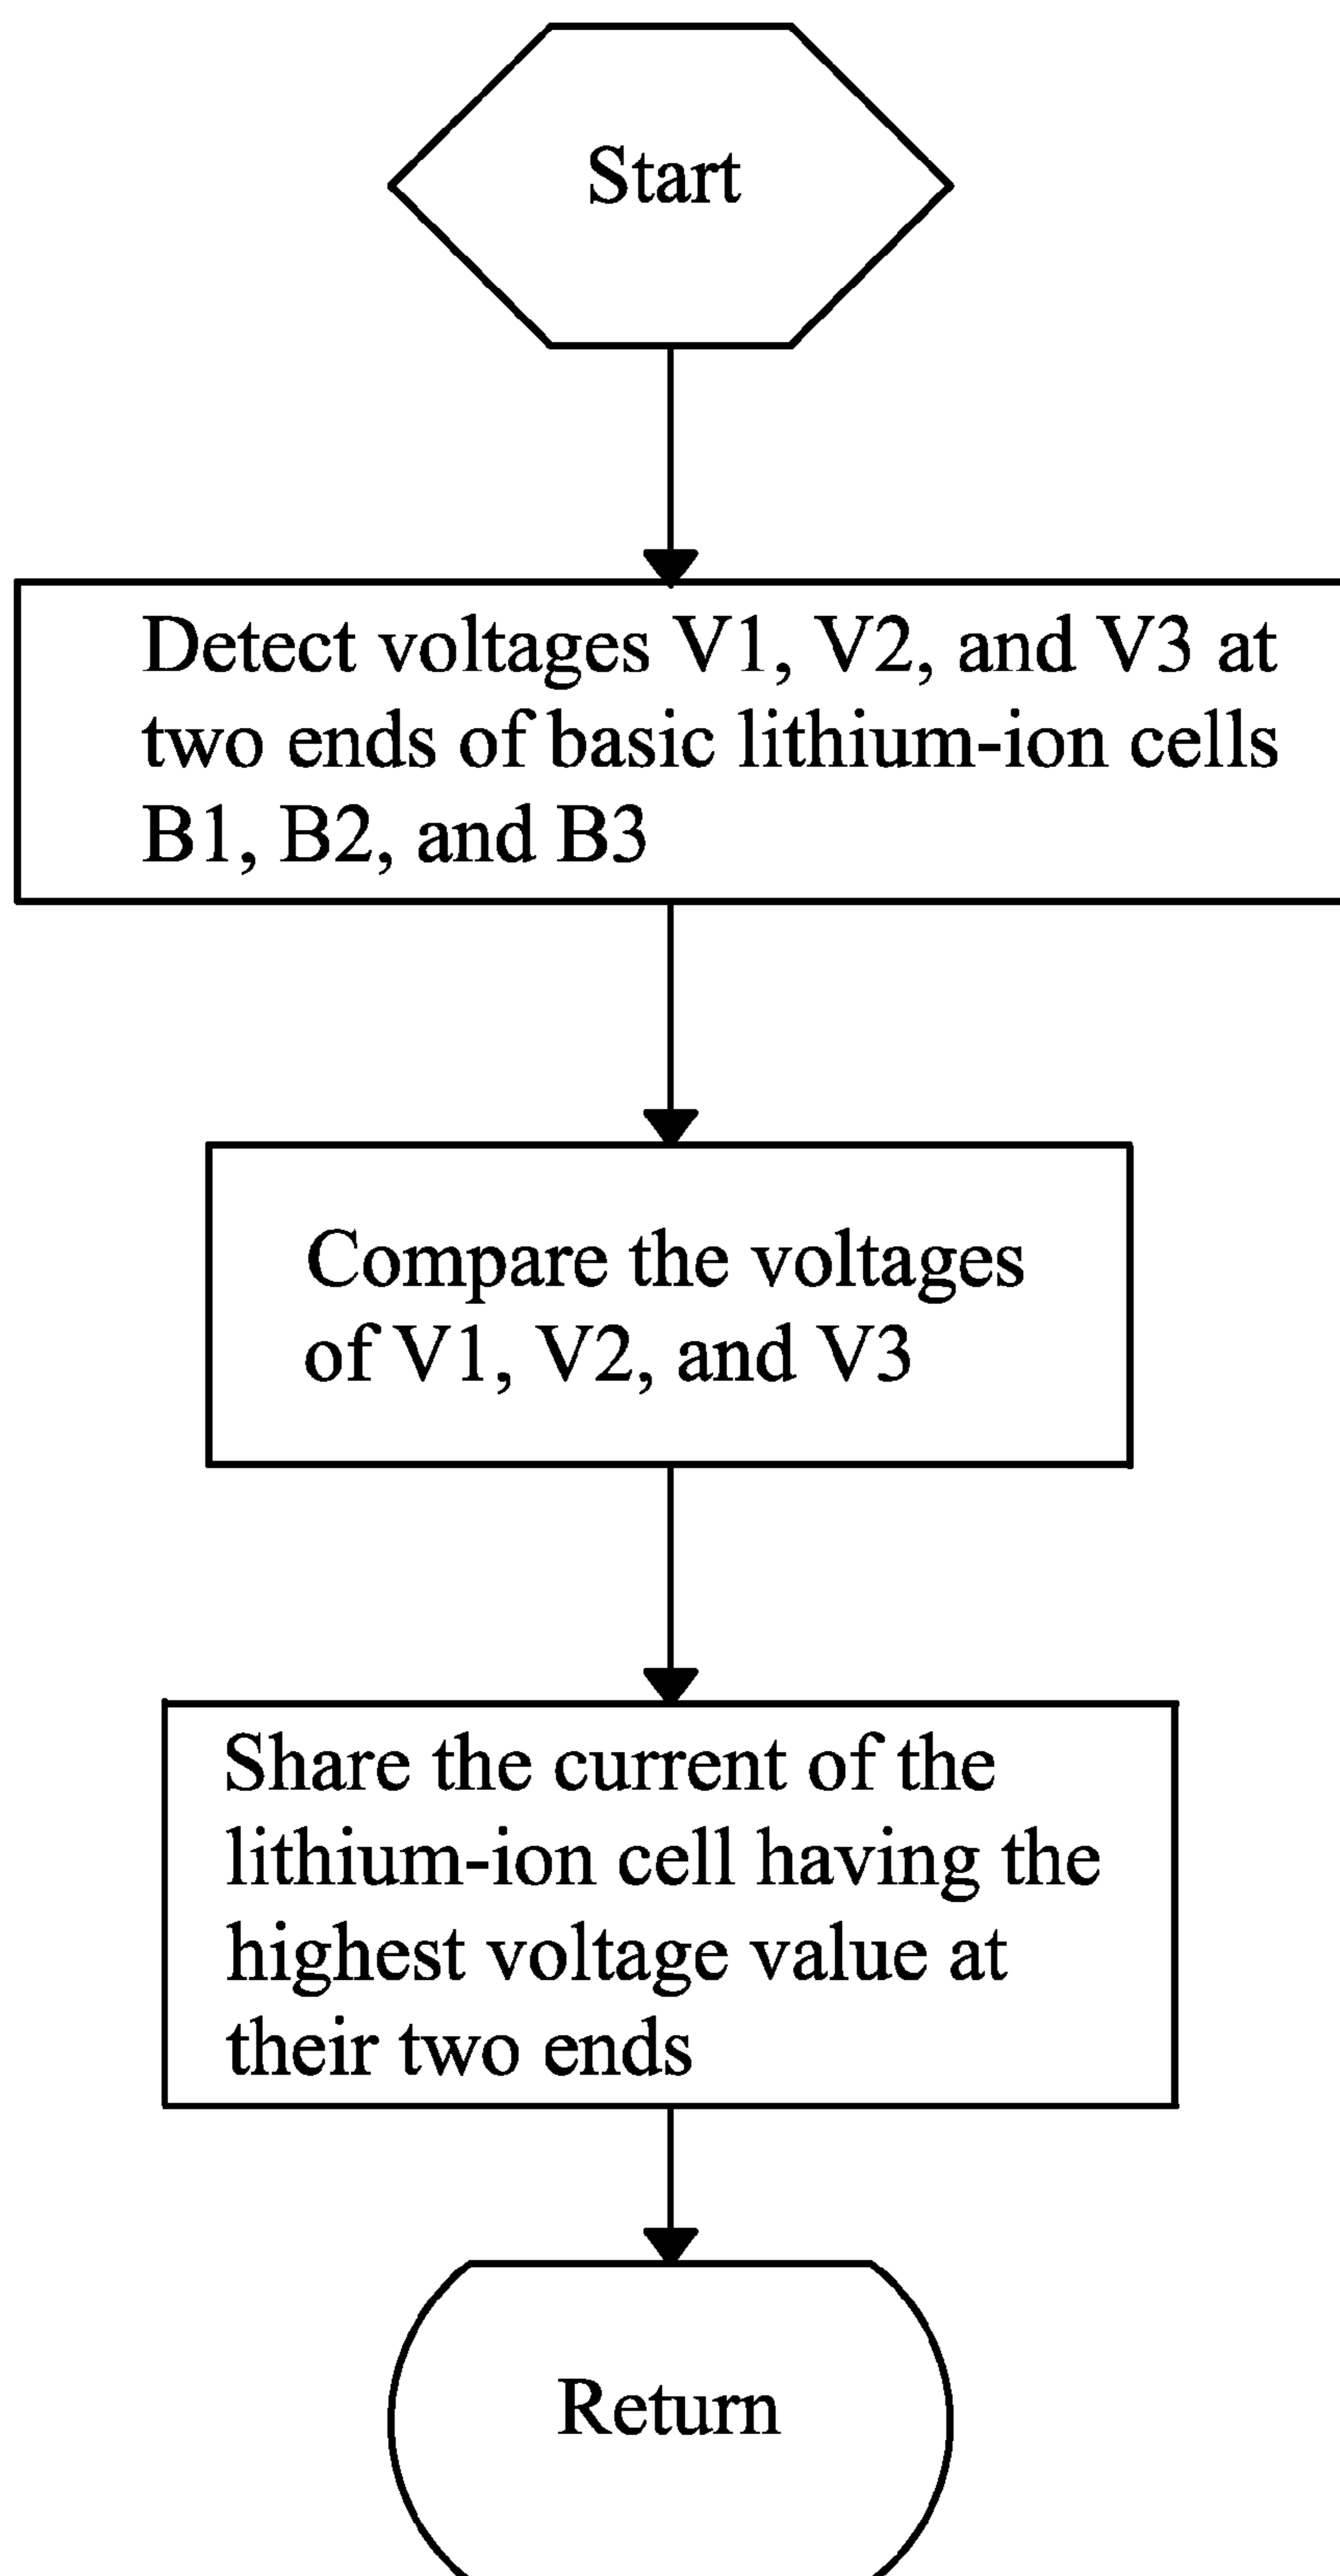 Start
Detect voltages V1, V2, and V3 at
two ends of basic lithium-ion cells
B1, B2, and B3
Compare the voltages
of V1, V2, and V3
Share the current of the
lithium-ion cell having the
highest voltage value at
their two ends
Return